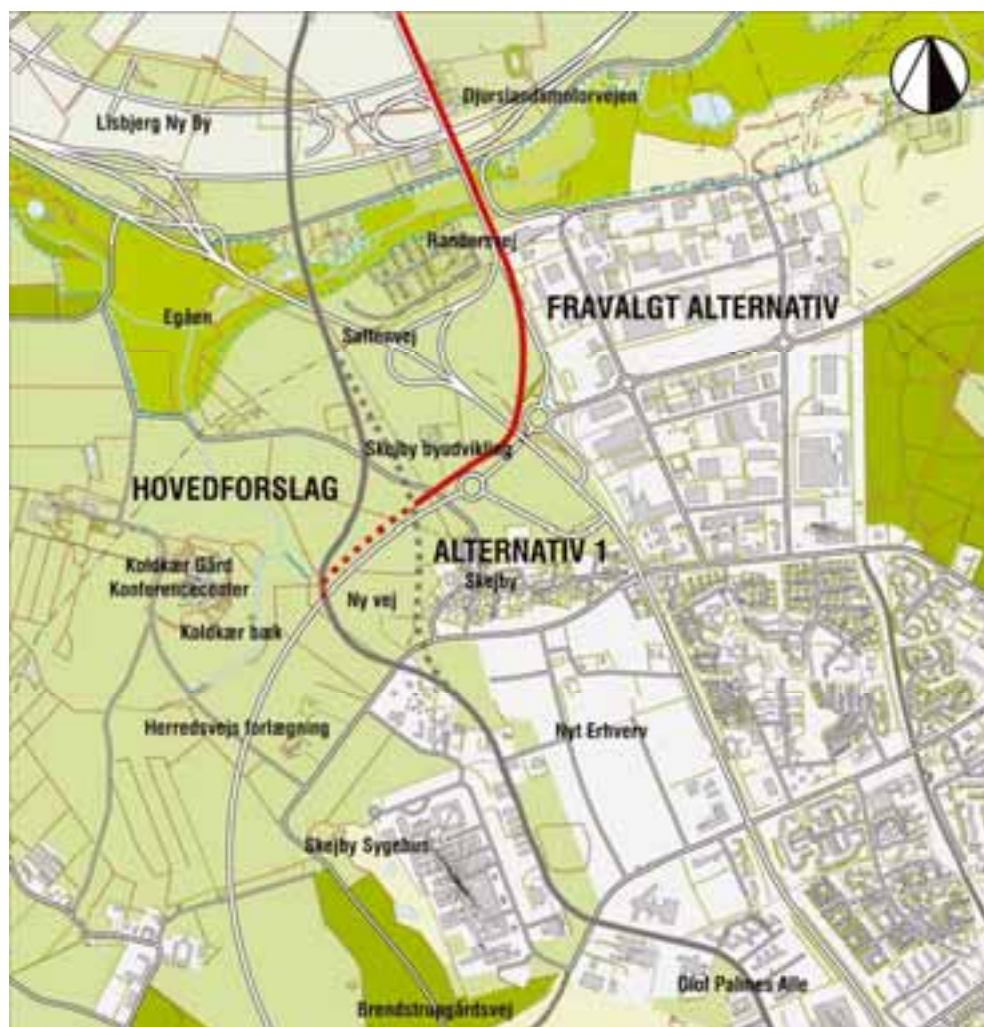 Djurslandsmotorvejen
Lisbjerg Ny By
Randersvej
FRAVALGT ALTERNATIV
Egåen
Søftenvej
Skejby byudvikling
HOVEDFORSLAG
ALTERNATIV 1
Koldkær Gård
Konferencecenter
Skejby
Ny vej
Koldkær bæk
Herredsvejs forlægning
Nyt Erhverv
Skejby Sygehus
Olof Palmes Alle
Brendstrupgårdsvej